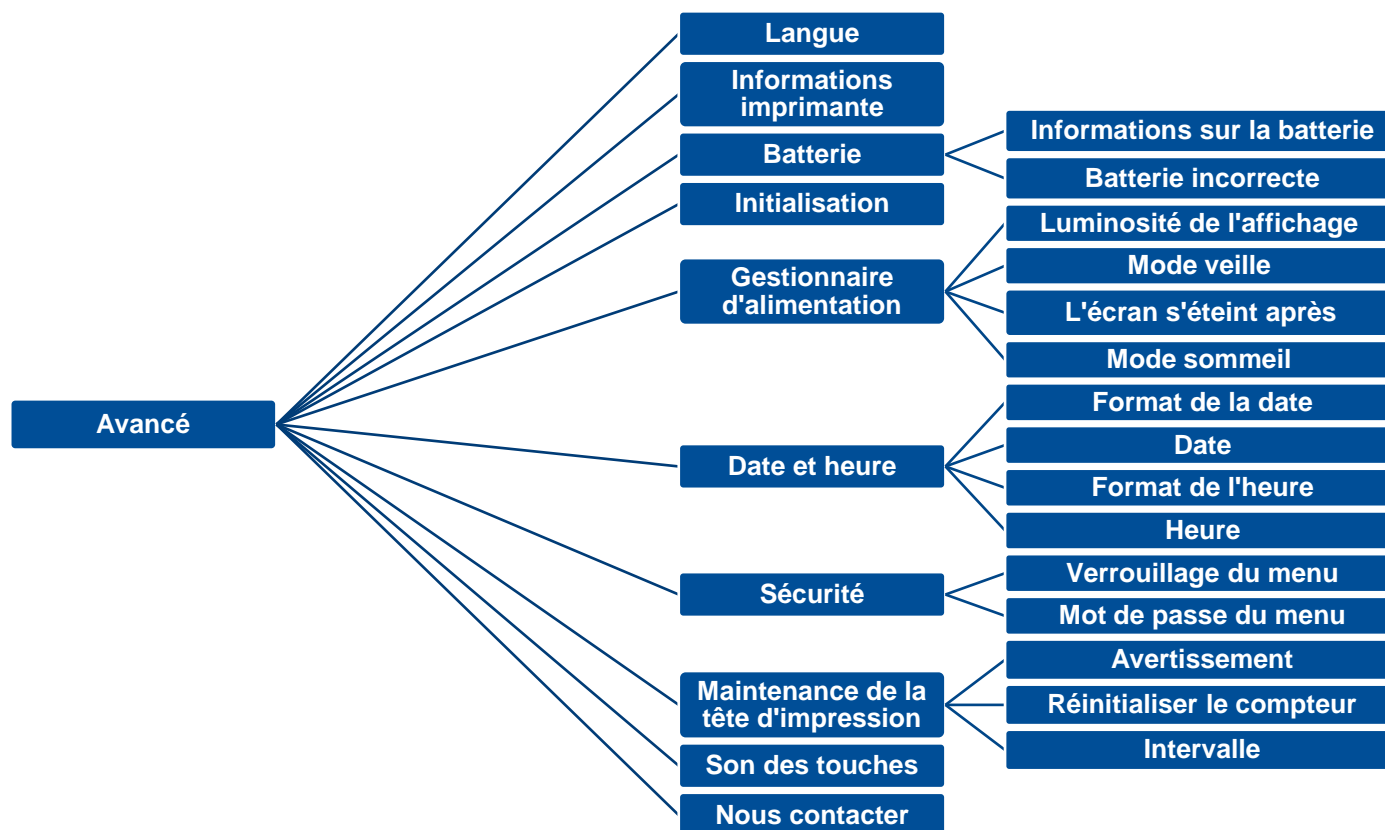 Avancé
Langue
Informations
imprimante
Batterie
Informations sur la batterie
Batterie incorrecte
Initialisation
Gestionnaire
d'alimentation
Luminosité de l'affichage
Mode veille
L'écran s'éteint après
Mode sommeil
Date et heure
Format de la date
Date
Format de l'heure
Heure
Sécurité
Verrouillage du menu
Mot de passe du menu
Maintenance de la
tête d'impression
Avertissement
Réinitialiser le compteur
Intervalle
Son des touches
Nous contacter